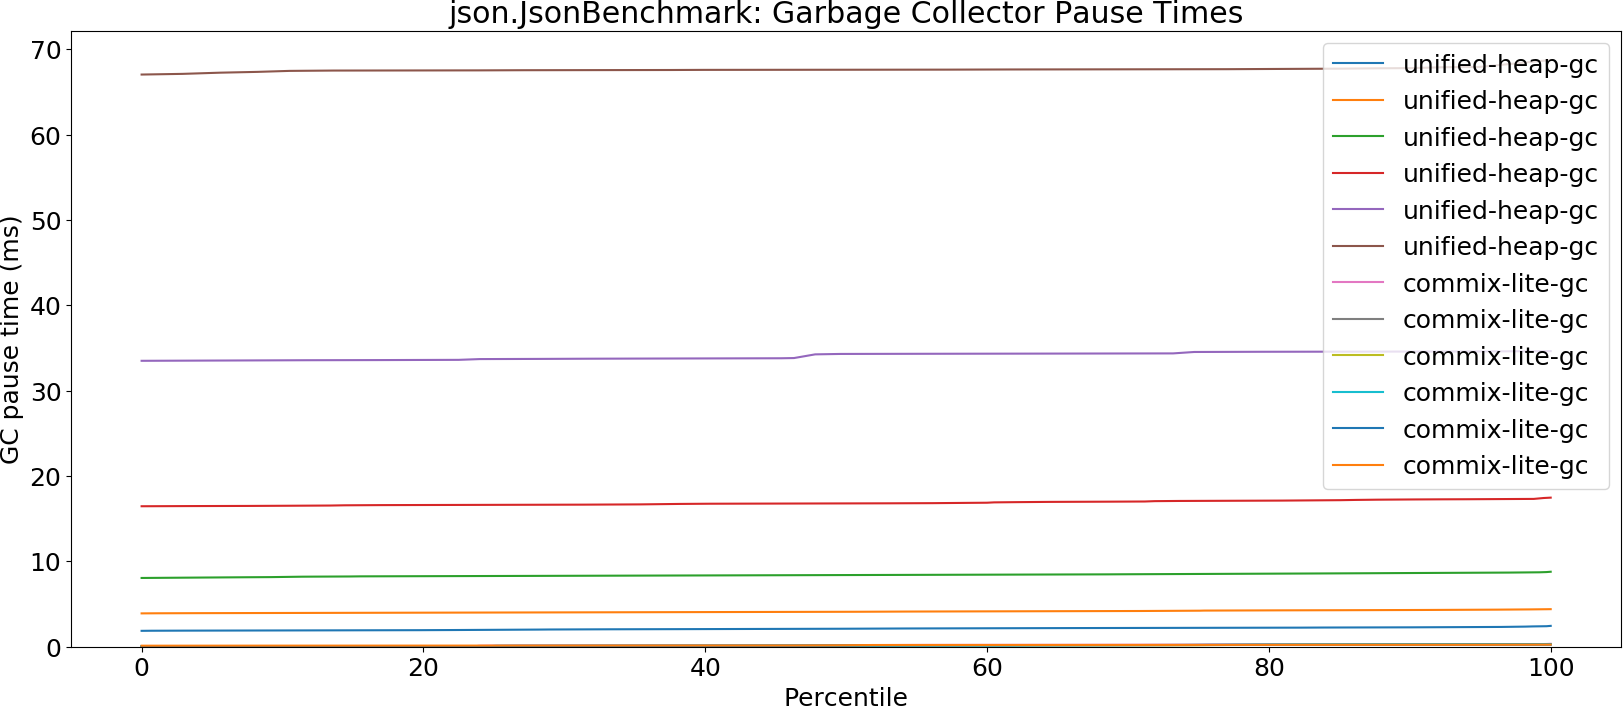 json.JsonBenchmark: Garbage Collector Pause Times
GC pause time (ms)
70
60
50
40
30
20
10
0
unified-heap-gc
unified-heap-gc
unified-heap-gc
unified-heap-gc
unified-heap-gc
unified-heap-gc
commix-lite-gc
commix-lite-gc
commix-lite-gc
commix-lite-gc
commix-lite-gc
commix-lite-gc
0 20 40 60 80 100
Percentile